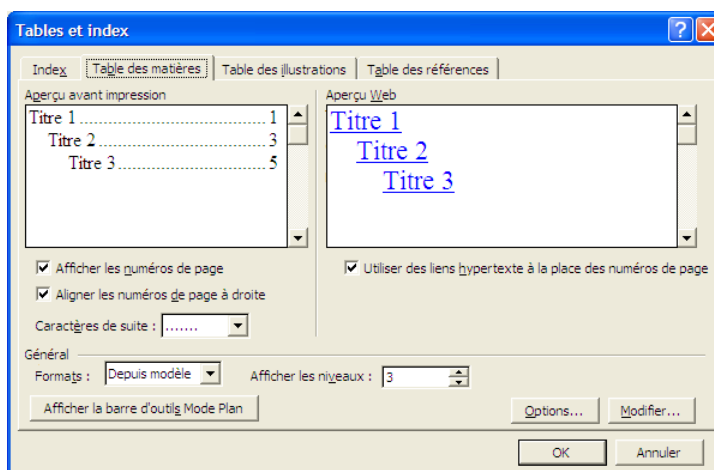 Tables et index
Index
Table des matières
Table des illustrations
Table des références
Aperçu avant impression
Titre 1 ........................................ 1
Titre 2 .................................... 3
Titre 3 ................................ 5
Aperçu Web
Titre 1
Titre 2
Titre 3
Afficher les numéros de page
Aligner les numéros de page à droite
Caractères de suite : .......
Utiliser des liens hypertexte à la place des numéros de page
Général
Formats : Depuis modèle
Afficher les niveaux : 3
Afficher la barre d'outils Mode Plan
Options...
Modifier...
OK
Annuler